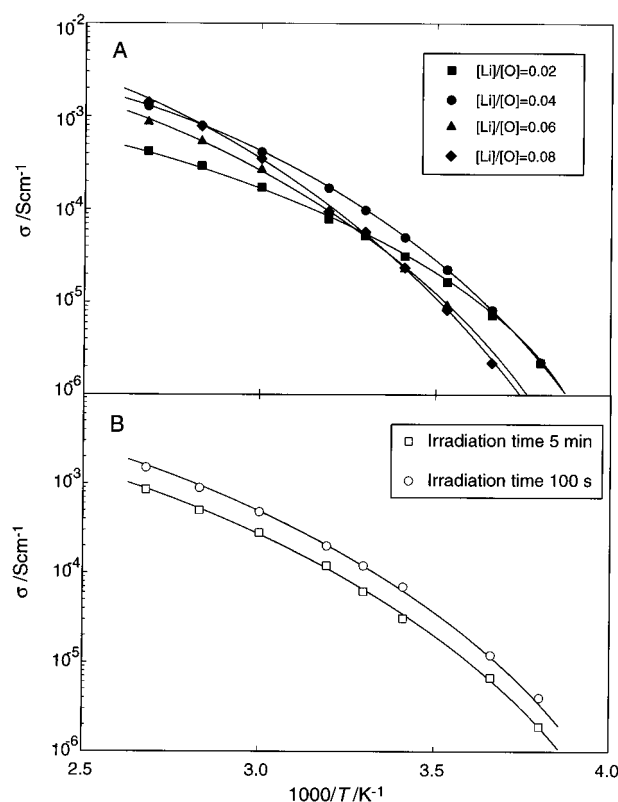 A
10⁻²
10⁻³
10⁻⁴
10⁻⁵
10⁻⁶
σ /Scm⁻¹
[Li]/[O]=0.02
[Li]/[O]=0.04
[Li]/[O]=0.06
[Li]/[O]=0.08
B
10⁻³
10⁻⁴
10⁻⁵
10⁻⁶
σ /Scm⁻¹
Irradiation time 5 min
Irradiation time 100 s
2.5 3.0 3.5 4.0
1000/T /K⁻¹